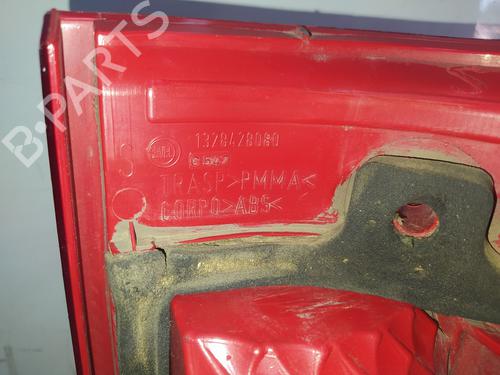 B-PARTS
S
1328428080
TRASP>PMMA<
CORPO>ABS<